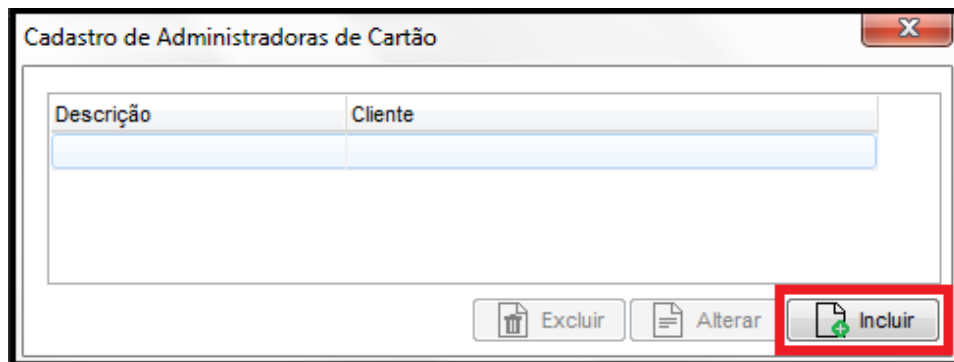 Cadastro de Administradoras de Cartão
Descrição Cliente
Excluir Alterar Incluir